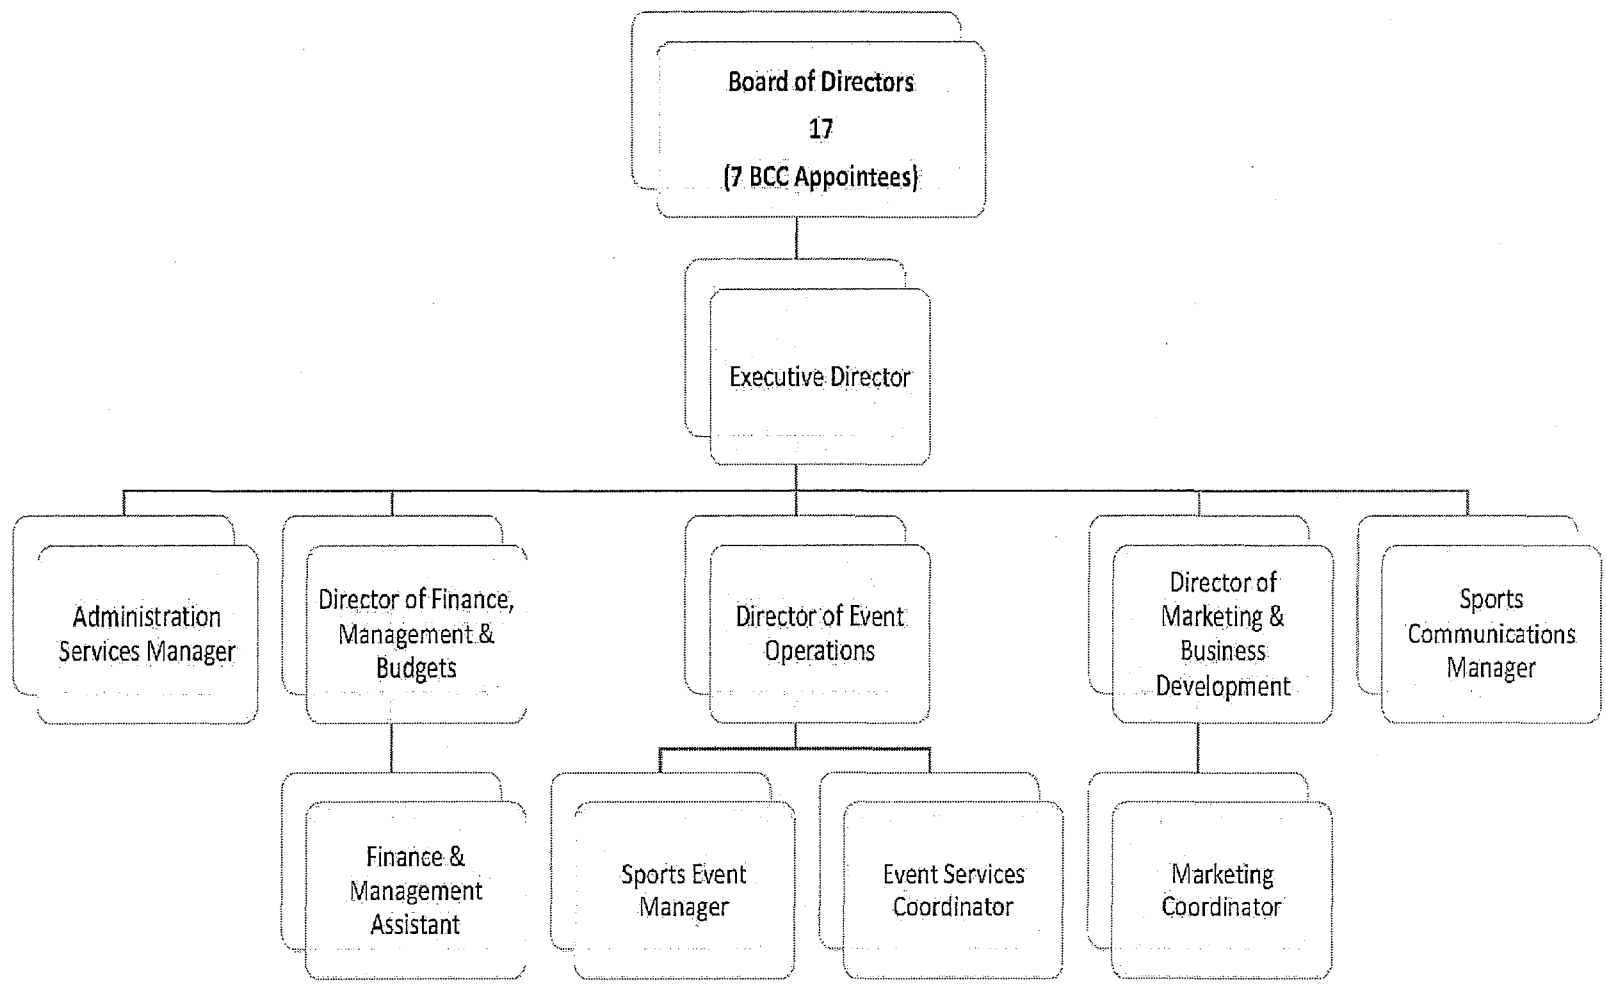 Board of Directors
17
(7 BCC Appointees)
Executive Director
Administration
Services Manager
Director of Finance,
Management &
Budgets
Director of Event
Operations
Director of
Marketing &
Business
Development
Sports
Communications
Manager
Finance &
Management
Assistant
Sports Event
Manager
Event Services
Coordinator
Marketing
Coordinator